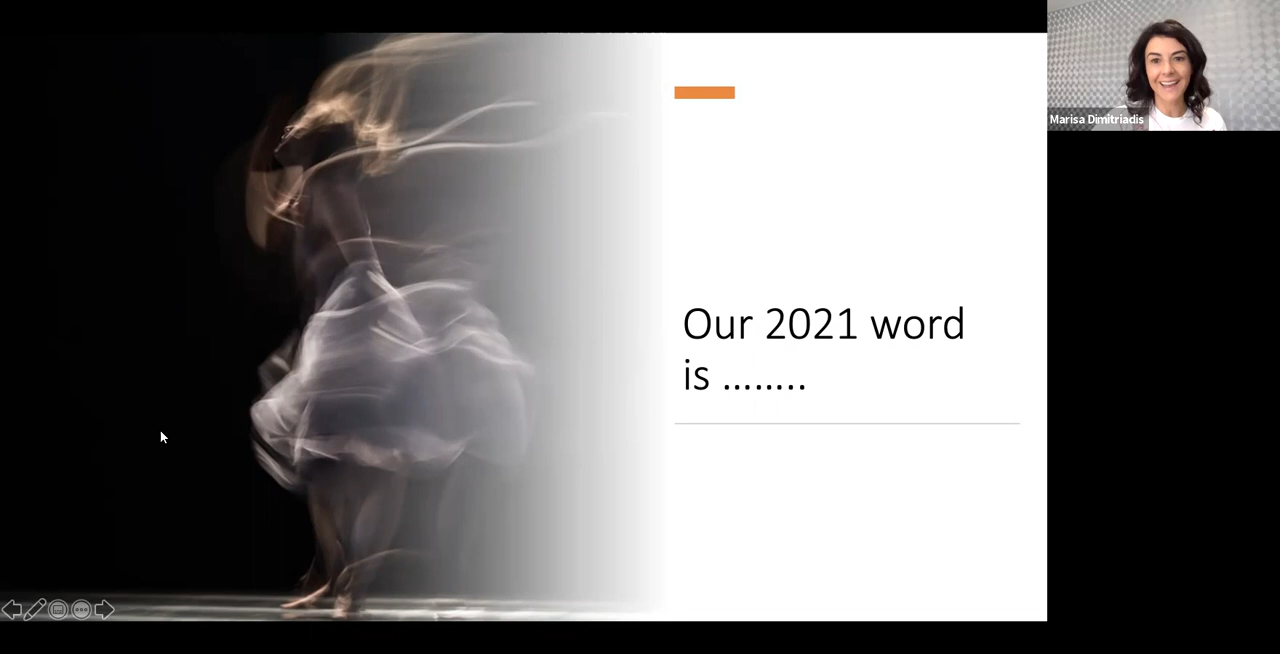 Marisa Dimitriadis
Our 2021 word
is ........